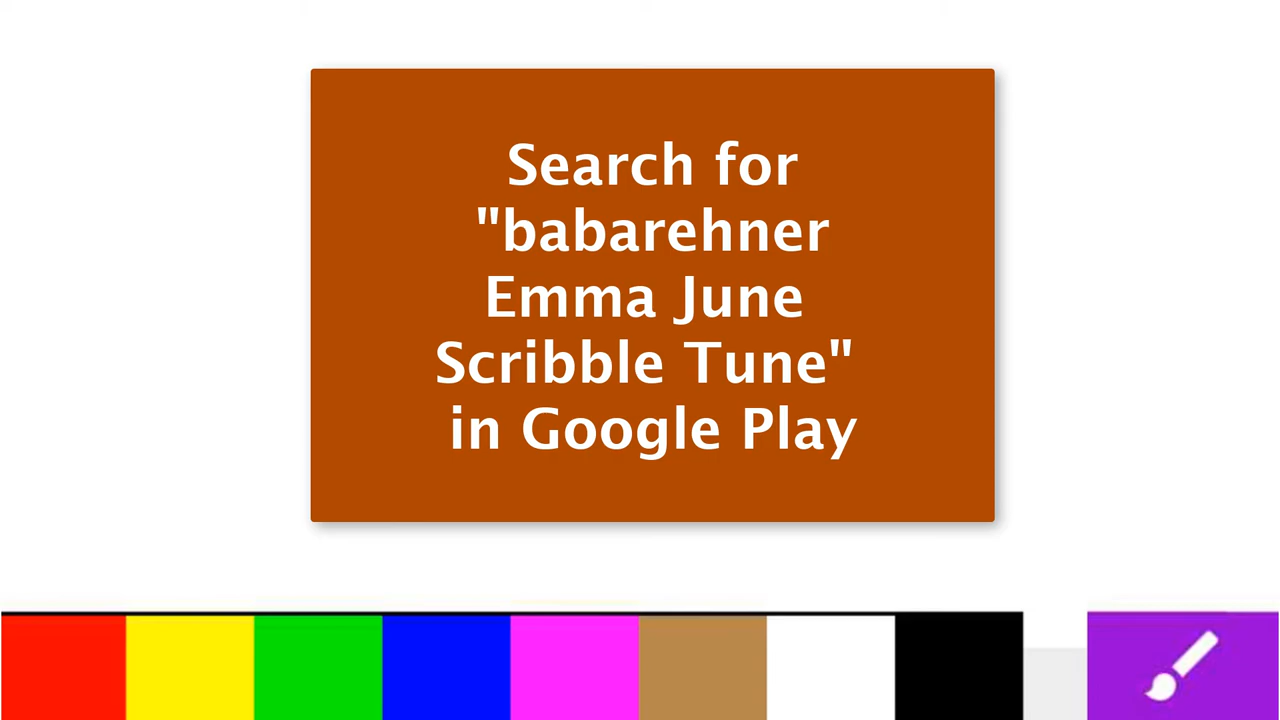 Search for
"babarehner
Emma June
Scribble Tune"
in Google Play